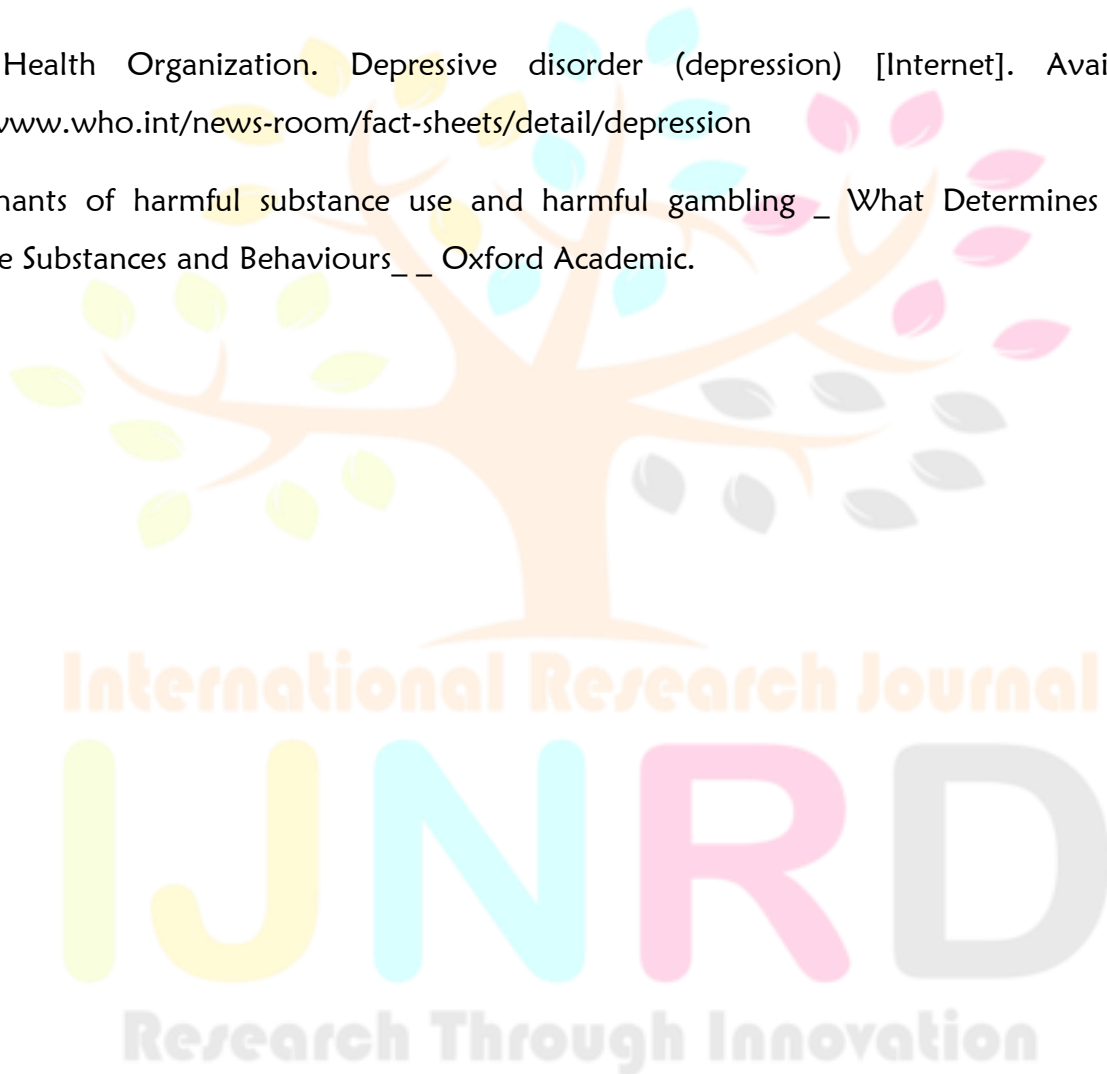 Health Organization. Depressive disorder (depression) [Internet]. Avai
www.who.int/news-room/fact-sheets/detail/depression
nants of harmful substance use and harmful gambling _ What Determines
e Substances and Behaviours_ _ Oxford Academic.
International Research Journal
IJNRD
Research Through Innovation